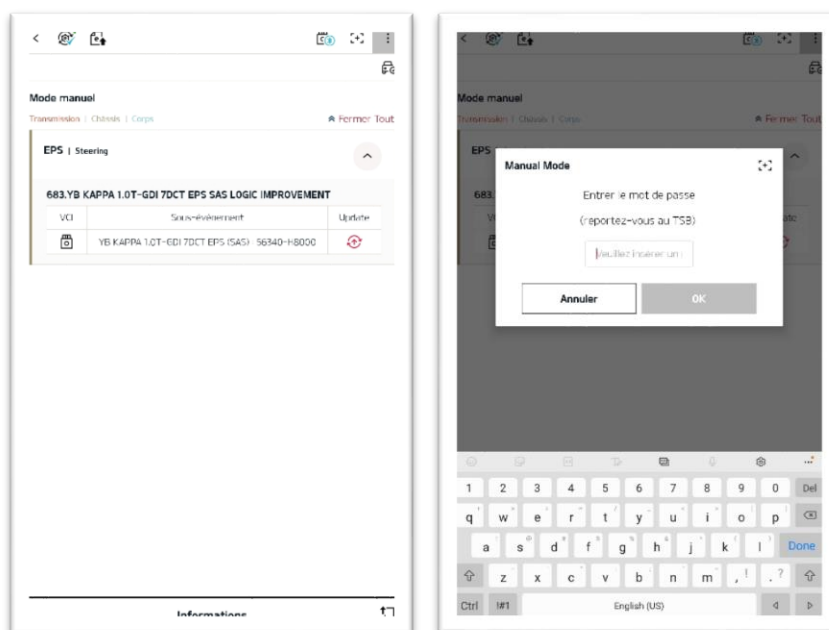 Mode manuel
Transmission | Châssis | Corps
Fermer Tout
EPS | Steering
683.YB KAPPA 1.0T-GDI 7DCT EPS SAS LOGIC IMPROVEMENT
VCI Sous-événement Update
YB KAPPA 1.0T-GDI 7DCT EPS (SAS) : 56340-H8000
Informations
Mode manuel
Transmission | Châssis | Corps
Fermer Tout
EPS
683.
Manual Mode
Entrer le mot de passe
(reportez-vous au TSB)
Veuillez insérer un
Annuler OK
1 2 3 4 5 6 7 8 9 0 Del
q w e r t y u i o p
a s d f g h j k l Done
z x c v b n m , ! . ?
Ctrl !#1 English (US)